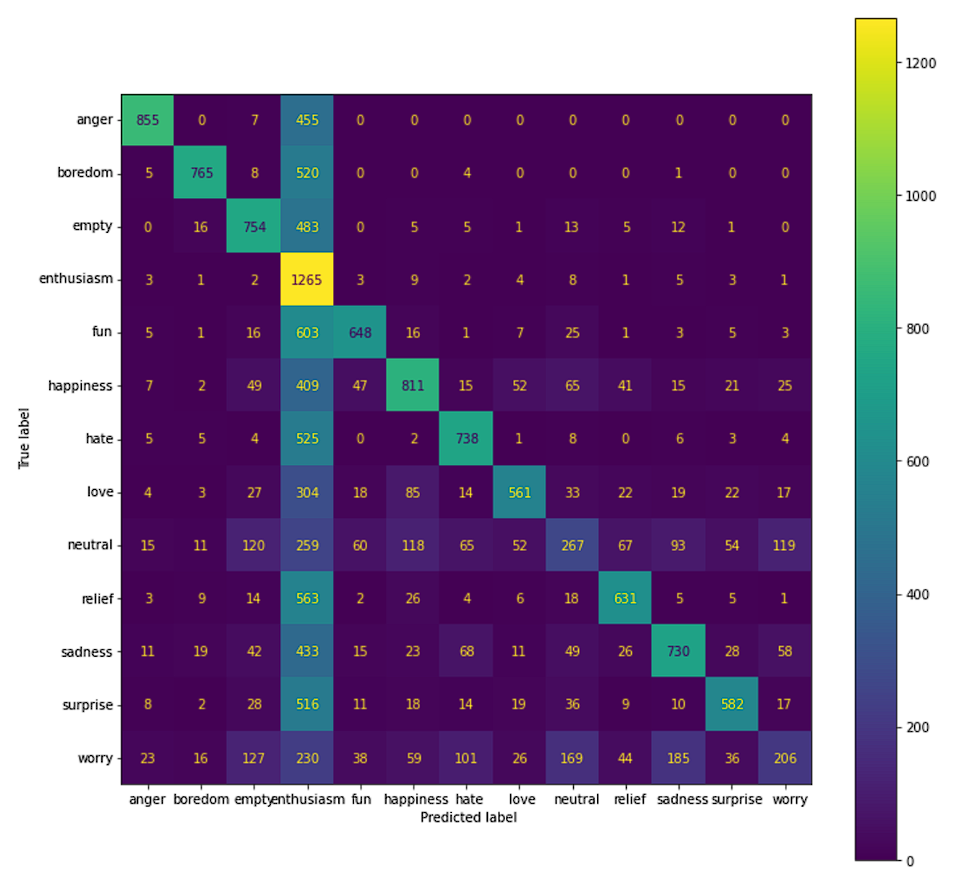 anger 855 0 7 455 0 0 0 0 0 0 0 0 0
boredom 5 765 8 520 0 0 4 0 0 0 1 0 0
empty 0 16 754 483 0 5 5 1 13 5 12 1 0
enthusiasm 3 1 2 1265 3 9 2 4 8 1 5 3 1
fun 5 1 16 603 648 16 1 7 25 1 3 5 3
happiness 7 2 49 409 47 811 15 52 65 41 15 21 25
hate 5 5 4 525 0 2 738 1 8 0 6 3 4
love 4 3 27 304 18 85 14 561 33 22 19 22 17
neutral 15 11 120 259 60 118 65 52 267 67 93 54 119
relief 3 9 14 563 2 26 4 6 18 631 5 5 1
sadness 11 19 42 433 15 23 68 11 49 26 730 28 58
surprise 8 2 28 516 11 18 14 19 36 9 10 582 17
worry 23 16 127 230 38 59 101 26 169 44 185 36 206
anger boredom empty enthusiasm fun happiness hate love neutral relief sadness surprise worry
Predicted label
True label
1200
1000
800
600
400
200
0